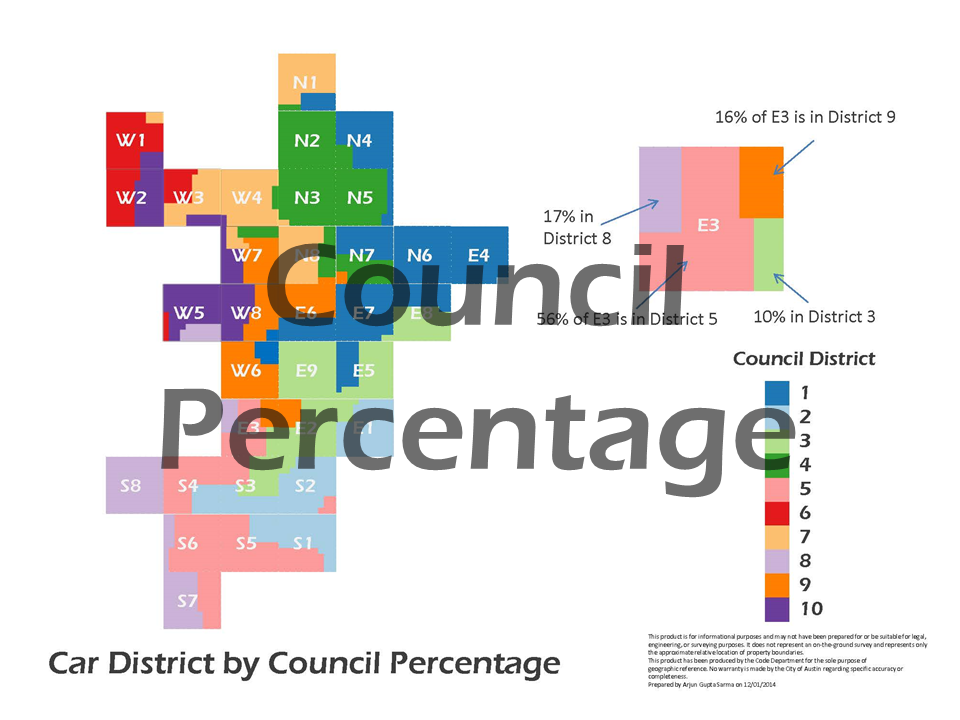 N1
16% of E3 is in District 9
W1
N2
N4
W2
W3
W4
N3
N5
17% in
District 8
E3
W7
N8
N7
N6
E4
Council
W5
W8
E6
E7
E8
56% of E3 is in District 5
10% in District 3
Council District
W6
E9
E5
1
2
Percentage
E3
E2
E1
3
4
S8
S4
S3
S2
5
6
S6
S5
S1
7
8
S7
9
10
Car District by Council Percentage
This product is for informational purposes and may not have been prepared for or be suitable for legal,
engineering, or surveying purposes. It does not represent an on-the-ground survey and represents only
the approximate relative location of property boundaries.
This product has been produced by the Code Department for the sole purpose of
geographic reference. No warranty is made by the City of Austin regarding specific accuracy or
completeness.
Prepared by Arjun Gupta Sarma on 12/01/2014